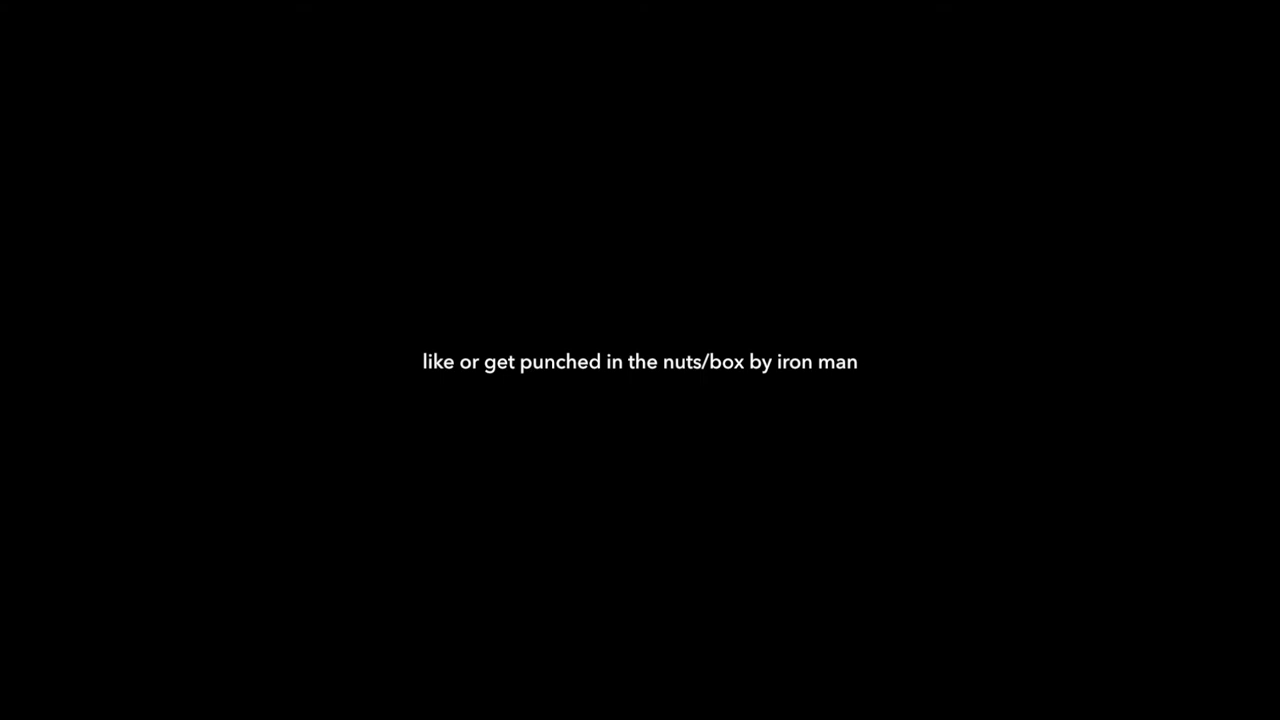 like or get punched in the nuts/box by iron man